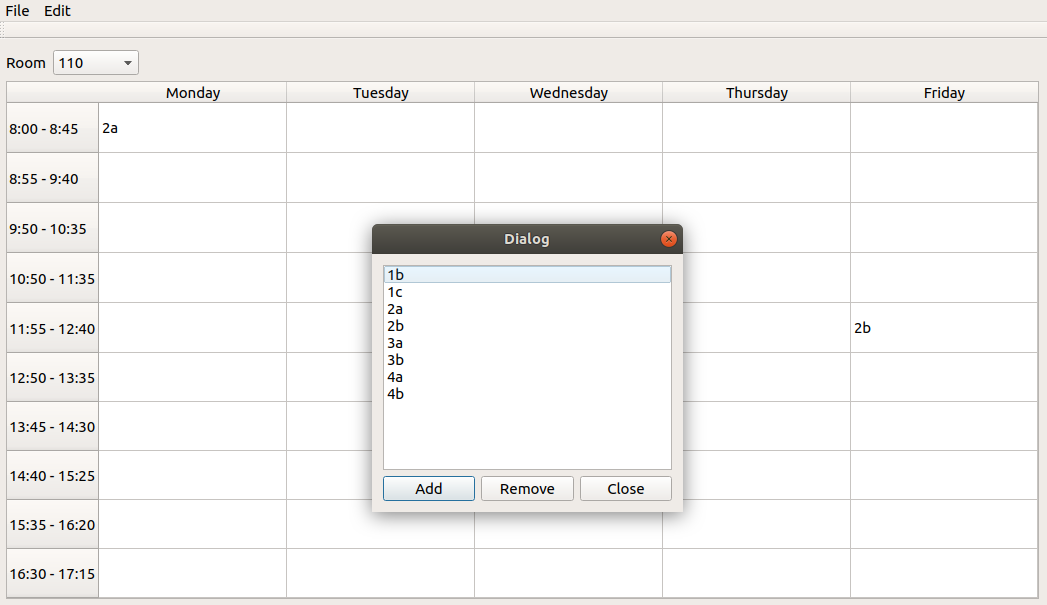 File Edit
Room 110
Monday Tuesday Wednesday Thursday Friday
8:00 - 8:45 2a
8:55 - 9:40
9:50 - 10:35
10:50 - 11:35
11:55 - 12:40 2b
12:50 - 13:35
13:45 - 14:30
14:40 - 15:25
15:35 - 16:20
16:30 - 17:15
Dialog
1b
1c
2a
2b
3a
3b
4a
4b
Add Remove Close